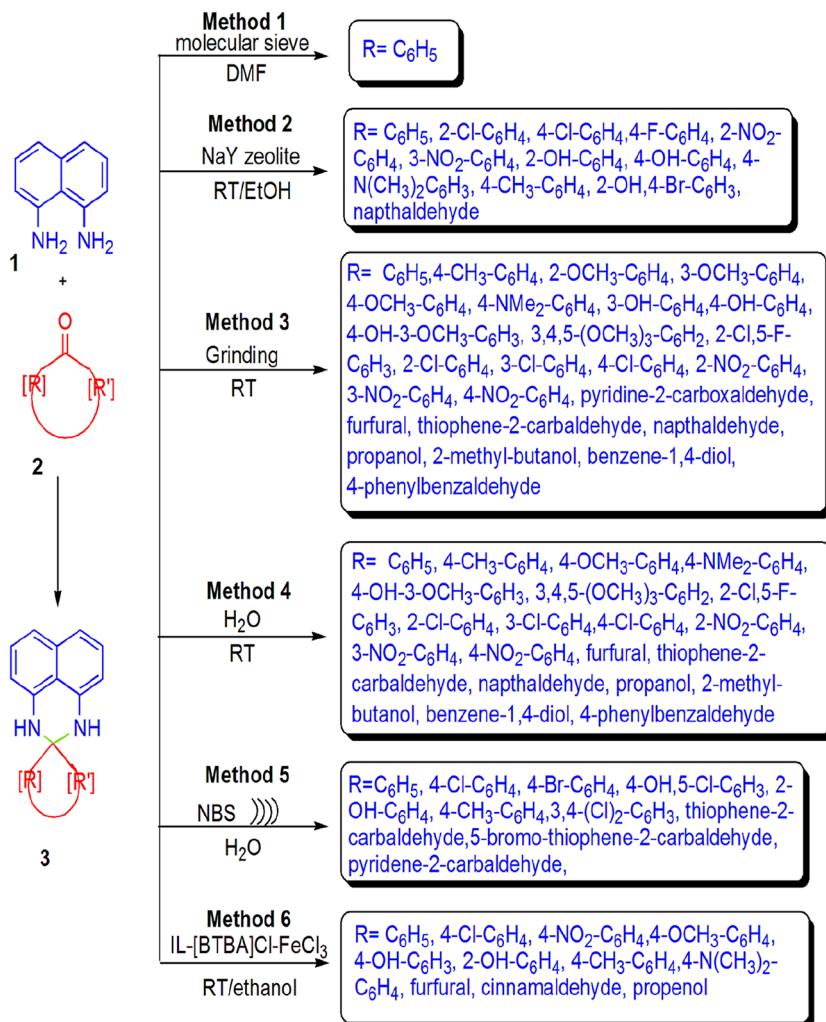 Method 1
molecular sieve
DMF
R= C₆H₅
Method 2
NaY zeolite
RT/EtOH
R= C₆H₅, 2-Cl-C₆H₄, 4-Cl-C₆H₄,4-F-C₆H₄, 2-NO₂-
C₆H₄, 3-NO₂-C₆H₄, 2-OH-C₆H₄, 4-OH-C₆H₄, 4-
N(CH₃)₂C₆H₃, 4-CH₃-C₆H₄, 2-OH,4-Br-C₆H₃,
napthaldehyde
NH₂ NH₂
1
+
O
[R] [R']
2
Method 3
Grinding
RT
R= C₆H₅,4-CH₃-C₆H₄, 2-OCH₃-C₆H₄, 3-OCH₃-C₆H₄,
4-OCH₃-C₆H₄, 4-NMe₂-C₆H₄, 3-OH-C₆H₄,4-OH-C₆H₄,
4-OH-3-OCH₃-C₆H₃, 3,4,5-(OCH₃)₃-C₆H₂, 2-Cl,5-F-
C₆H₃, 2-Cl-C₆H₄, 3-Cl-C₆H₄, 4-Cl-C₆H₄, 2-NO₂-C₆H₄,
3-NO₂-C₆H₄, 4-NO₂-C₆H₄, pyridine-2-carboxaldehyde,
furfural, thiophene-2-carbaldehyde, napthaldehyde,
propanol, 2-methyl-butanol, benzene-1,4-diol,
4-phenylbenzaldehyde
Method 4
H₂O
RT
R= C₆H₅, 4-CH₃-C₆H₄, 4-OCH₃-C₆H₄,4-NMe₂-C₆H₄,
4-OH-3-OCH₃-C₆H₃, 3,4,5-(OCH₃)₃-C₆H₂, 2-Cl,5-F-
C₆H₃, 2-Cl-C₆H₄, 3-Cl-C₆H₄,4-Cl-C₆H₄, 2-NO₂-C₆H₄,
3-NO₂-C₆H₄, 4-NO₂-C₆H₄, furfural, thiophene-2-
carbaldehyde, napthaldehyde, propanol, 2-methyl-
butanol, benzene-1,4-diol, 4-phenylbenzaldehyde
HN NH
[R] [R']
3
Method 5
NBS ))))
H₂O
R=C₆H₅, 4-Cl-C₆H₄, 4-Br-C₆H₄, 4-OH,5-Cl-C₆H₃, 2-
OH-C₆H₄, 4-CH₃-C₆H₄,3,4-(Cl)₂-C₆H₃, thiophene-2-
carbaldehyde,5-bromo-thiophene-2-carbaldehyde,
pyridene-2-carbaldehyde,
Method 6
IL-[BTBA]Cl-FeCl₃
RT/ethanol
R= C₆H₅, 4-Cl-C₆H₄, 4-NO₂-C₆H₄,4-OCH₃-C₆H₄,
4-OH-C₆H₃, 2-OH-C₆H₄, 4-CH₃-C₆H₄,4-N(CH₃)₂-
C₆H₄, furfural, cinnamaldehyde, propenol